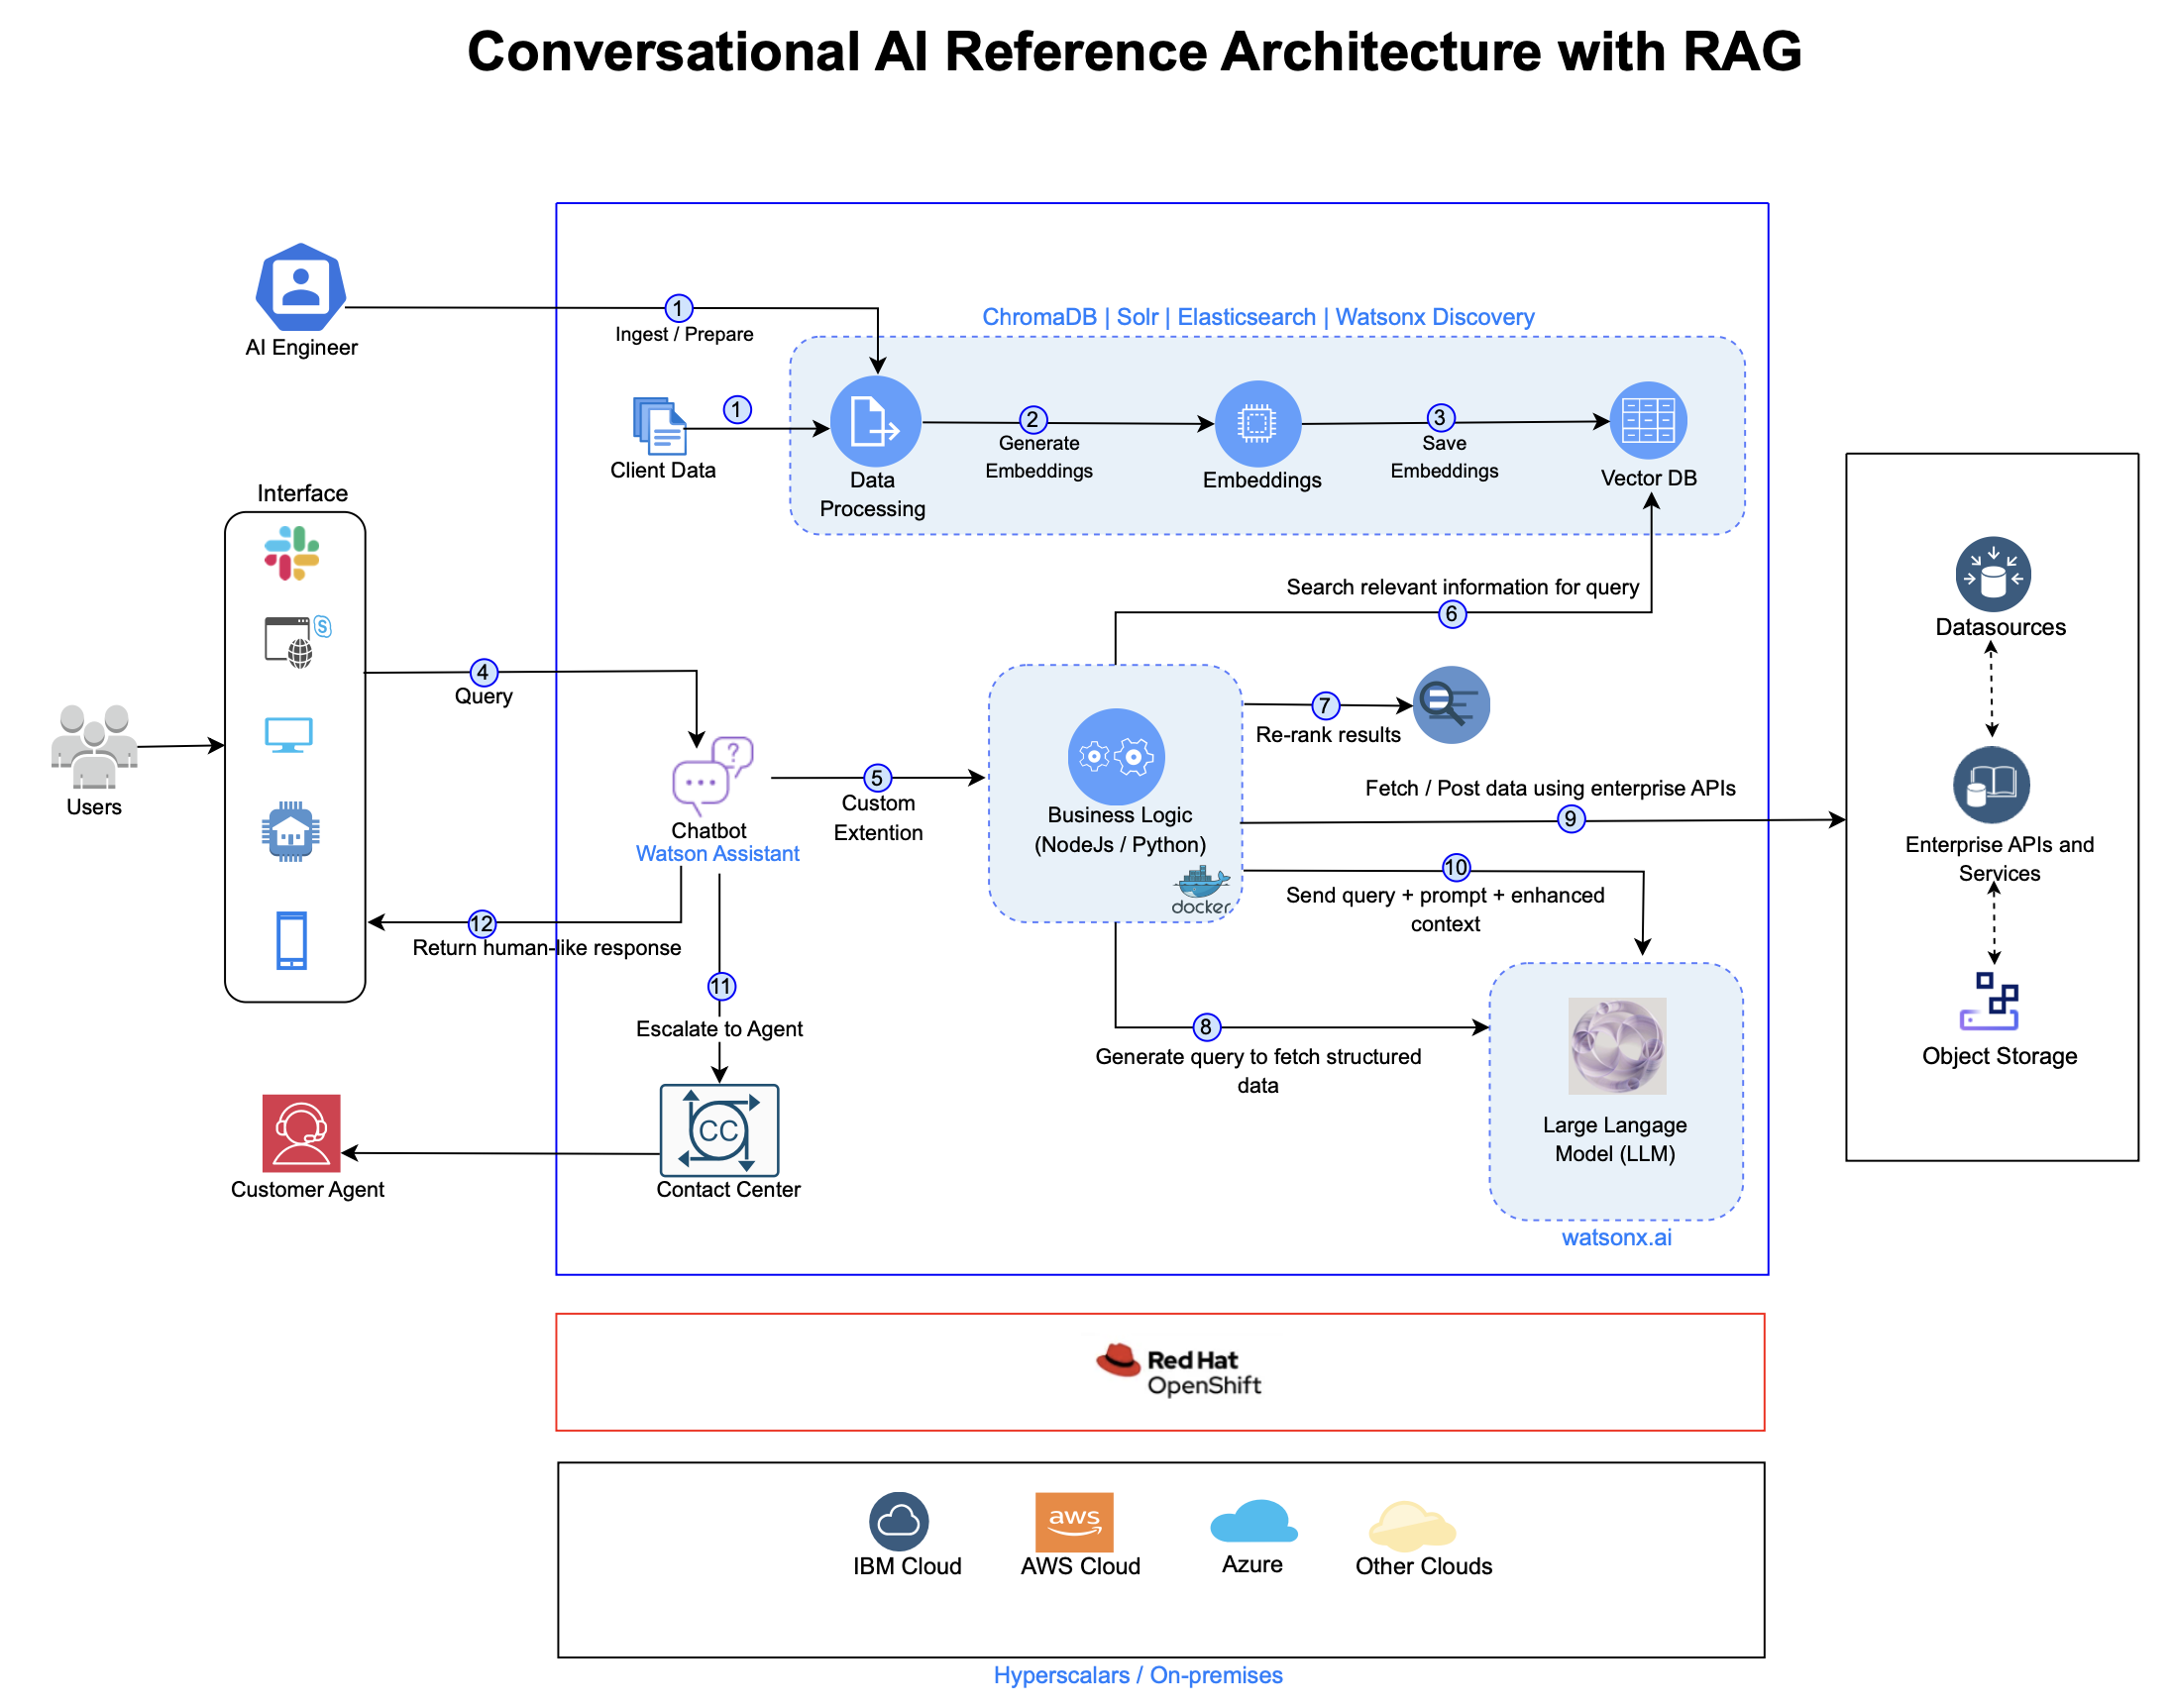 Conversational AI Reference Architecture with RAG
AI Engineer
1
Ingest / Prepare
ChromaDB | Solr | Elasticsearch | Watsonx Discovery
Client Data
1
Data
Processing
2
Generate
Embeddings
Embeddings
3
Save
Embeddings
Vector DB
Interface
S
Users
4
Query
Chatbot
Watson Assistant
?
5
Custom
Extention
Business Logic
(NodeJs / Python)
docker
Search relevant information for query
6
7
Re-rank results
Fetch / Post data using enterprise APIs
9
10
Send query + prompt + enhanced
context
8
Generate query to fetch structured
data
Large Langage
Model (LLM)
watsonx.ai
12
Return human-like response
11
Escalate to Agent
CC
Contact Center
Customer Agent
Datasources
Enterprise APIs and
Services
Object Storage
Red Hat
OpenShift
IBM Cloud
aws
AWS Cloud
Azure
Other Clouds
Hyperscalars / On-premises